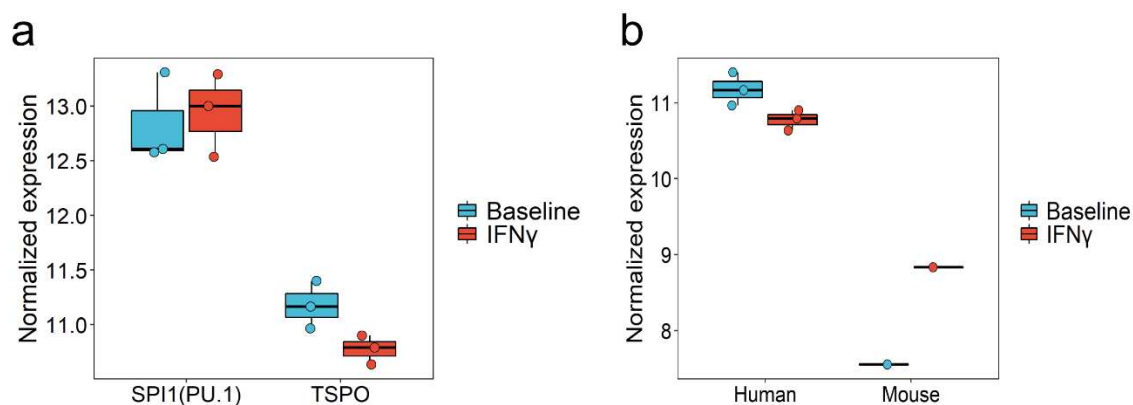 a
Normalized expression
13.0
12.5
12.0
11.5
11.0
SPI1(PU.1)
TSPO
Baseline
IFNγ
b
Normalized expression
11
10
9
8
Human
Mouse
Baseline
IFNγ